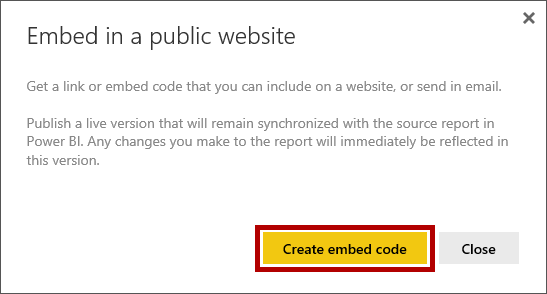 Embed in a public website
Get a link or embed code that you can include on a website, or send in email.
Publish a live version that will remain synchronized with the source report in
Power BI. Any changes you make to the report will immediately be reflected in
this version.
Create embed code
Close